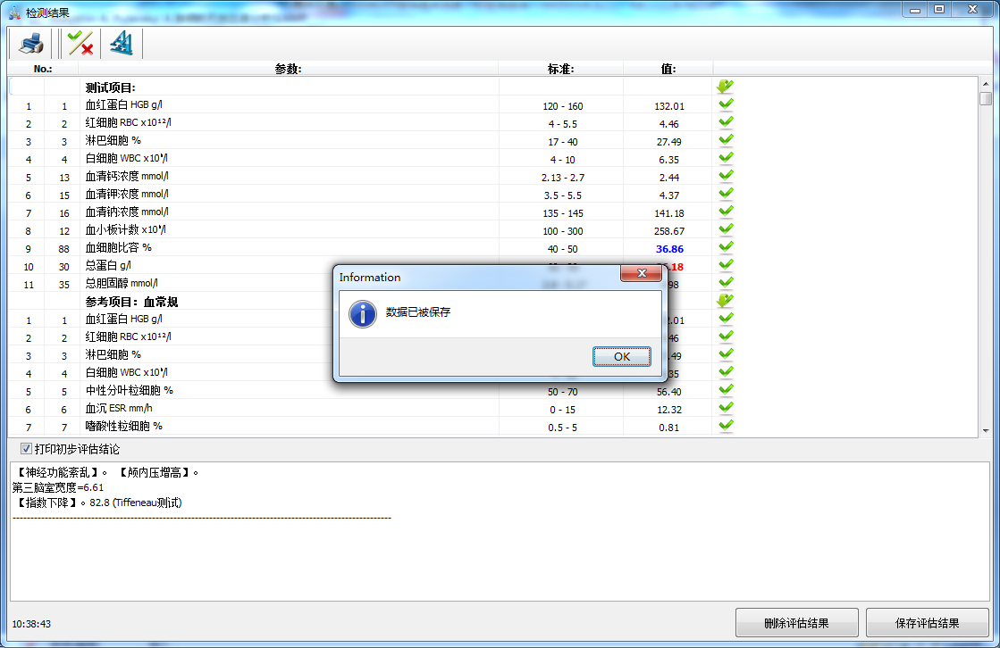 检测结果
No.: 参数: 标准: 值:
测试项目:
1 1 血红蛋白 HGB g/l 120 - 160 132.01
2 2 红细胞 RBC x10¹²/l 4 - 5.5 4.46
3 3 淋巴细胞 % 17 - 40 27.49
4 4 白细胞 WBC x10⁹/l 4 - 10 6.35
5 13 血清钙浓度 mmol/l 2.13 - 2.7 2.44
6 15 血清钾浓度 mmol/l 3.5 - 5.5 4.37
7 16 血清钠浓度 mmol/l 135 - 145 141.18
8 12 血小板计数 x10⁹/l 100 - 300 258.67
9 88 血细胞比容 % 40 - 50 36.86
10 30 总蛋白 g/l .18
11 35 总胆固醇 mmol/l 98
参考项目：血常规
1 1 血红蛋白 HGB g/l .01
2 2 红细胞 RBC x10¹²/l 46
3 3 淋巴细胞 % .49
4 4 白细胞 WBC x10⁹/l 35
5 5 中性分叶粒细胞 % 50 - 70 56.40
6 6 血沉 ESR mm/h 0 - 15 12.32
7 7 嗜酸性粒细胞 % 0.5 - 5 0.81
Information
数据已被保存
OK
打印初步评估结论
【神经功能紊乱】。 【颅内压增高】。
第三脑室宽度=6.61
【指数下降】。82.8 (Tiffeneau测试)
10:38:43 删除评估结果 保存评估结果